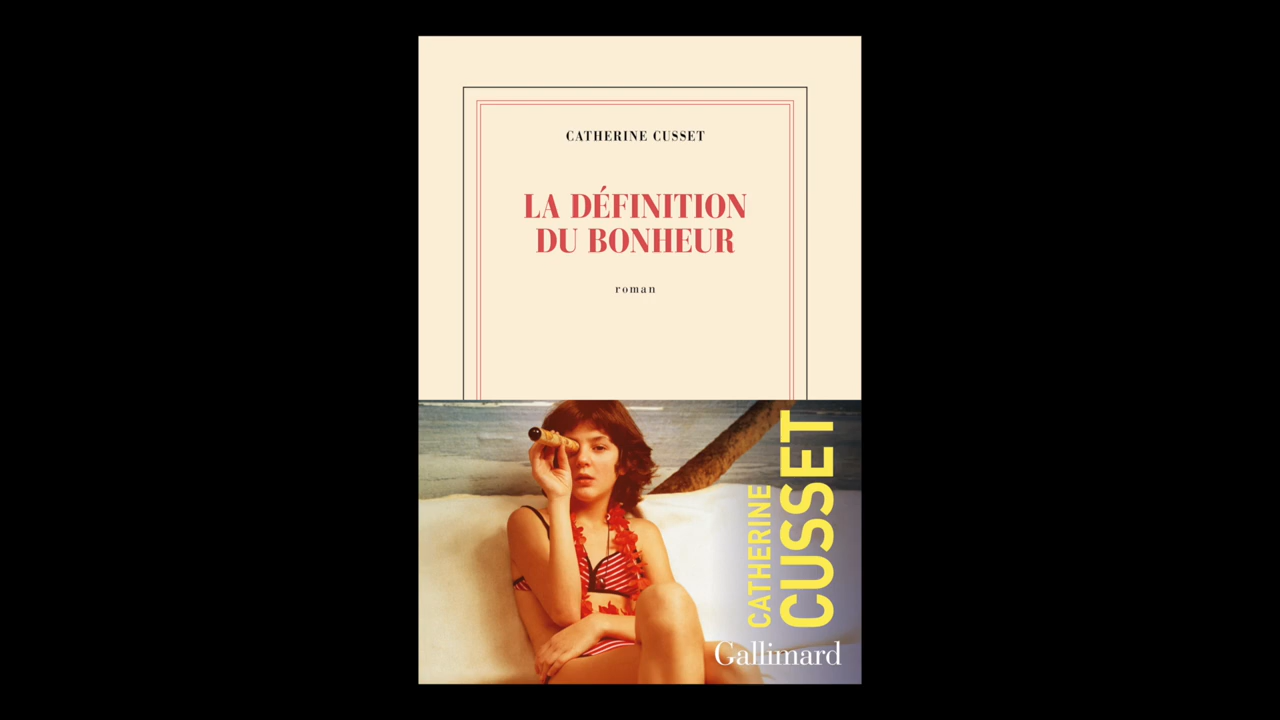 CATHERINE CUSSET
LA DÉFINITION
DU BONHEUR
roman
CATHERINE
CUSSET
Gallimard